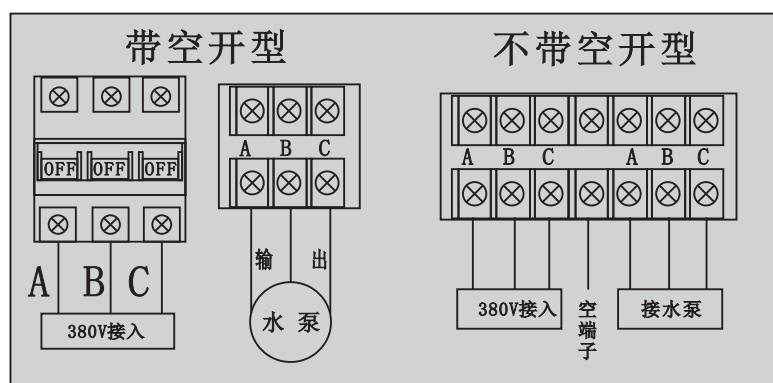 带空开型
OFF OFF OFF
A B C
380V接入
A B C
输 出
水 泵
不带空开型
A B C A B C
380V接入
空端子
接水泵